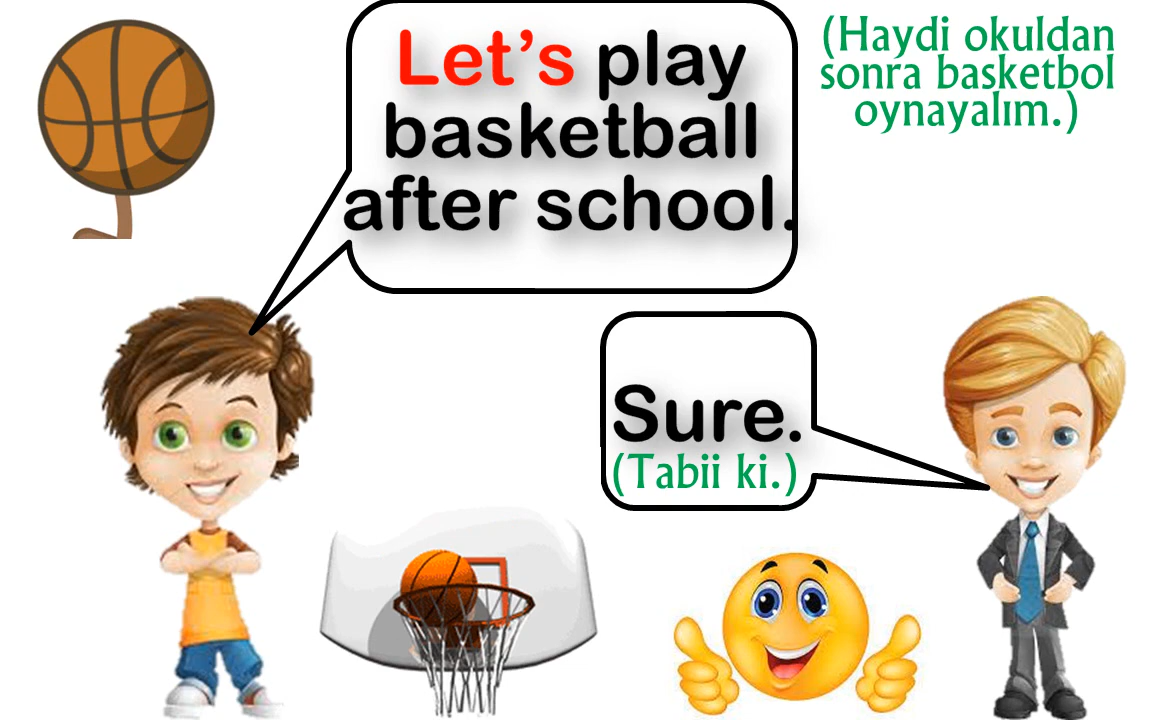 Let’s play
basketball
after school.
(Haydi okuldan
sonra basketbol
oynayalım.)
Sure.
(Tabii ki.)